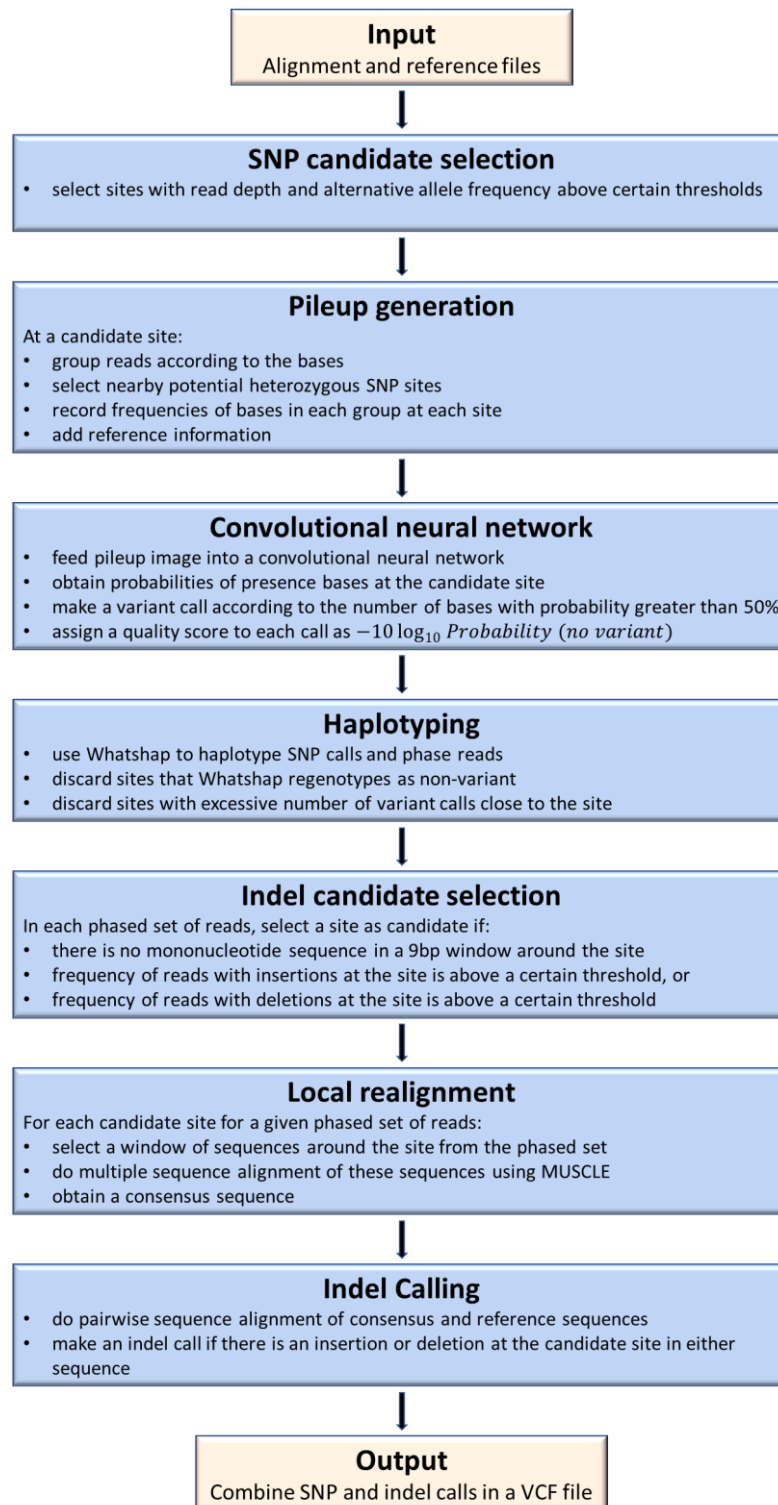 Input
Alignment and reference files
SNP candidate selection
• select sites with read depth and alternative allele frequency above certain thresholds
Pileup generation
At a candidate site:
• group reads according to the bases
• select nearby potential heterozygous SNP sites
• record frequencies of bases in each group at each site
• add reference information
Convolutional neural network
• feed pileup image into a convolutional neural network
• obtain probabilities of presence bases at the candidate site
• make a variant call according to the number of bases with probability greater than 50%
• assign a quality score to each call as −10 log₁₀ Probability (no variant)
Haplotyping
• use Whatshap to haplotype SNP calls and phase reads
• discard sites that Whatshap regenotypes as non-variant
• discard sites with excessive number of variant calls close to the site
Indel candidate selection
In each phased set of reads, select a site as candidate if:
• there is no mononucleotide sequence in a 9bp window around the site
• frequency of reads with insertions at the site is above a certain threshold, or
• frequency of reads with deletions at the site is above a certain threshold
Local realignment
For each candidate site for a given phased set of reads:
• select a window of sequences around the site from the phased set
• do multiple sequence alignment of these sequences using MUSCLE
• obtain a consensus sequence
Indel Calling
• do pairwise sequence alignment of consensus and reference sequences
• make an indel call if there is an insertion or deletion at the candidate site in either
sequence
Output
Combine SNP and indel calls in a VCF file